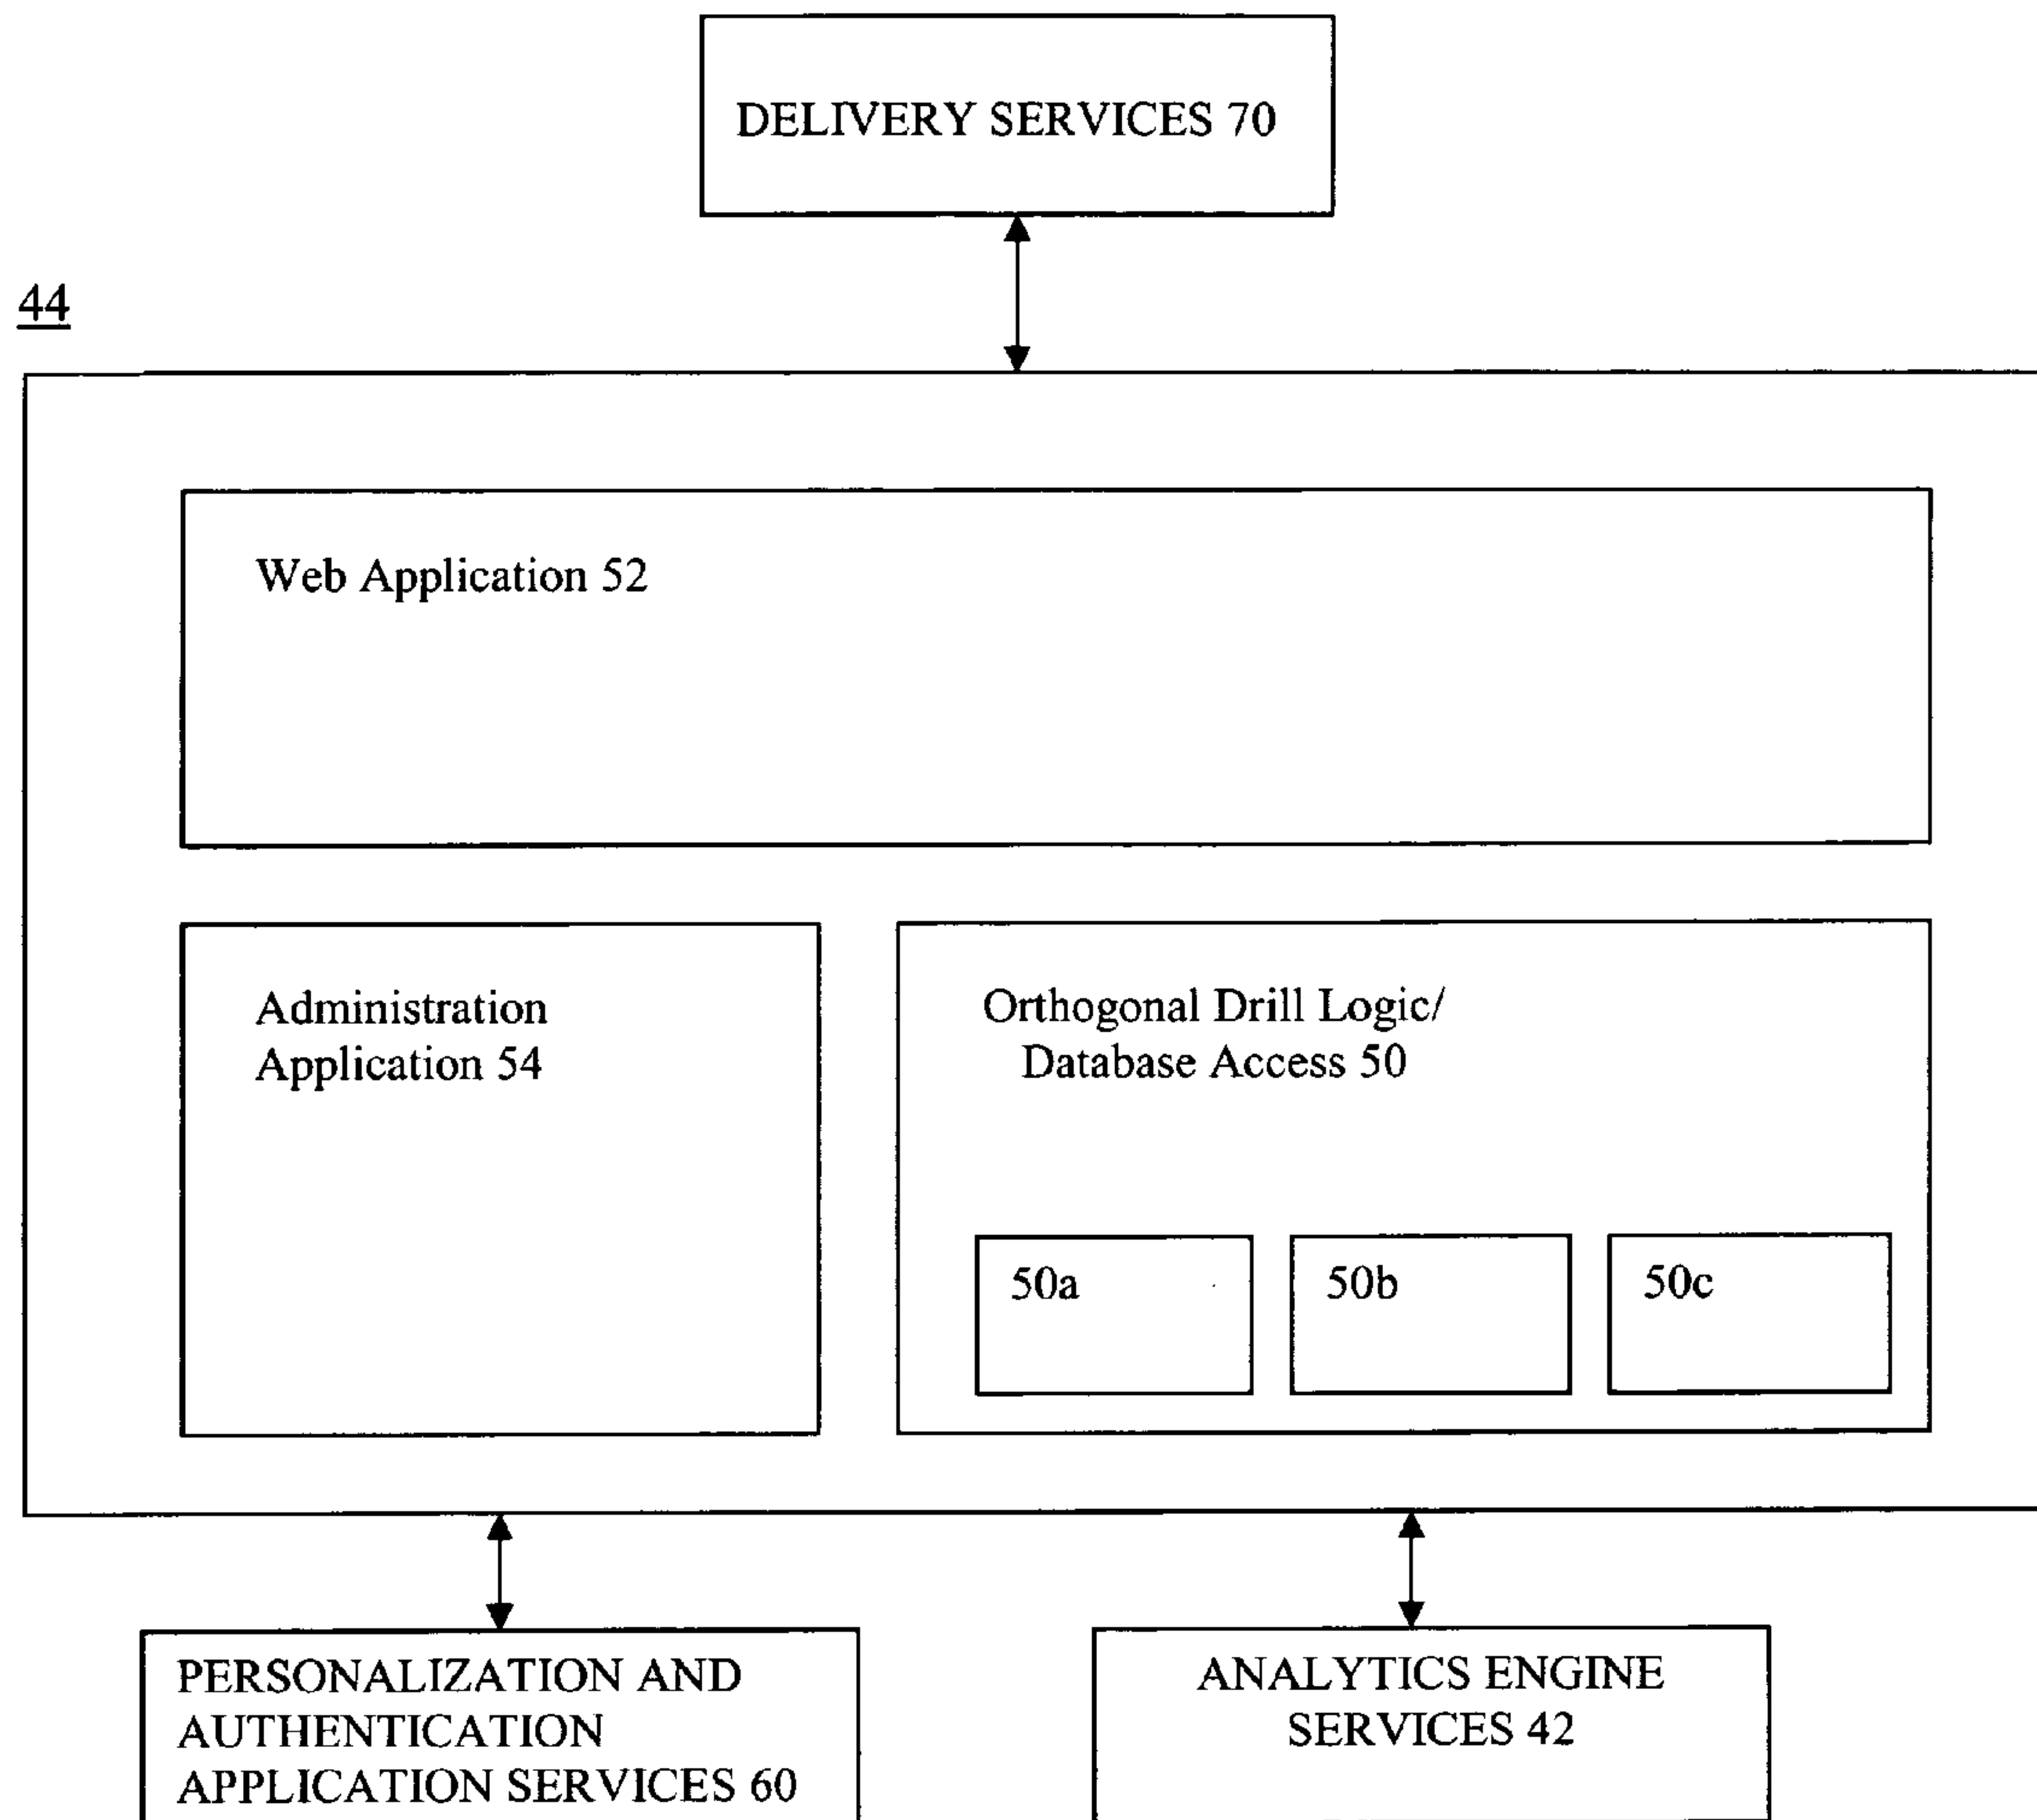 DELIVERY SERVICES 70
44
Web Application 52
Administration
Application 54
Orthogonal Drill Logic/
Database Access 50
50a
50b
50c
PERSONALIZATION AND
AUTHENTICATION
APPLICATION SERVICES 60
ANALYTICS ENGINE
SERVICES 42